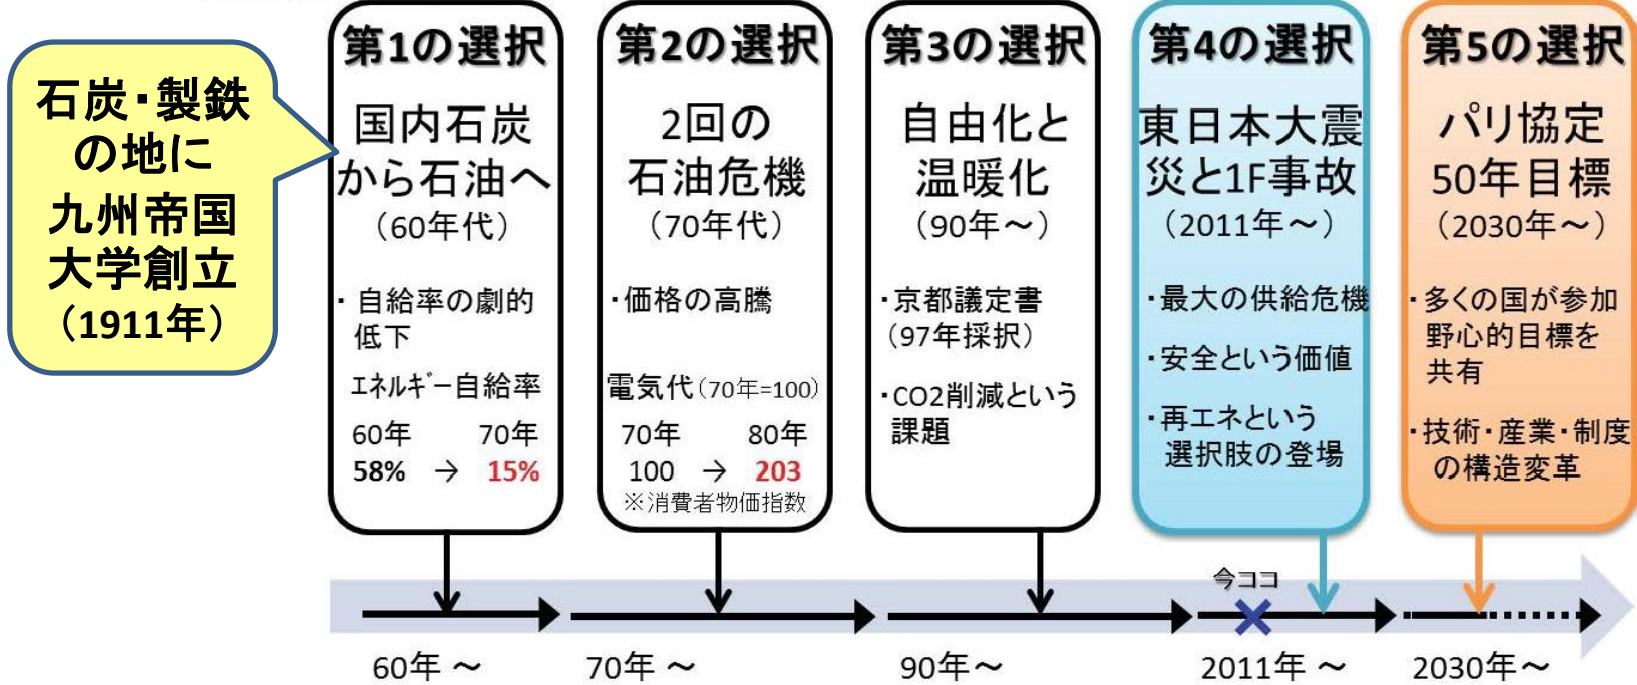 石炭・製鉄
の地に
九州帝国
大学創立
（1911年）
第1の選択
国内石炭
から石油へ
（60年代）
・ 自給率の劇的
低下
ｴﾈﾙｷﾞｰ自給率
60年 70年
58% → 15%
第2の選択
2回の
石油危機
（70年代）
・価格の高騰
電気代（70年=100）
70年 80年
100 → 203
※消費者物価指数
第3の選択
自由化と
温暖化
（90年～）
・京都議定書
（97年採択）
・CO2削減という
課題
第4の選択
東日本大震
災と1F事故
（2011年～）
・最大の供給危機
・安全という価値
・再エネという
選択肢の登場
第5の選択
パリ協定
50年目標
（2030年～）
・多くの国が参加
野心的目標を
共有
・技術・産業・制度
の構造変革
今ココ
60年 ～ 70年 ～ 90年～ 2011年 ～ 2030年～